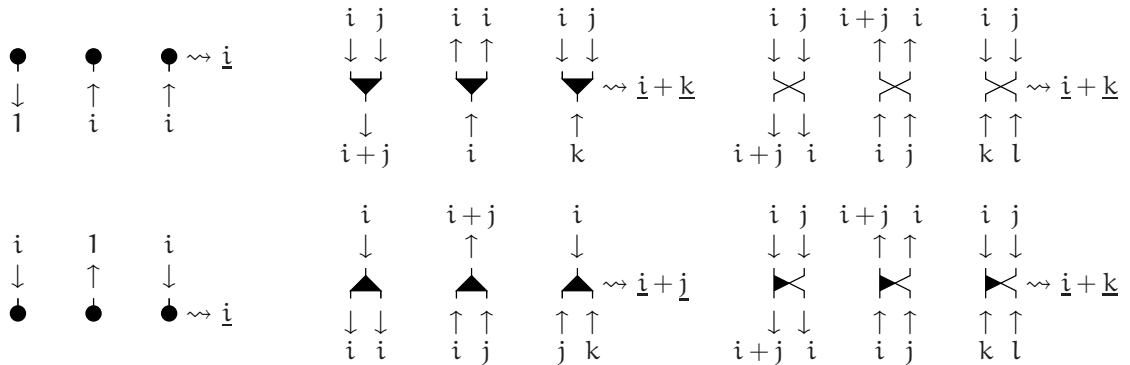 i j i i i j i j i+j i i j
⇝ i̲
1 i i
⇝ i̲ + k̲ ⇝ i̲ + k̲
i+j i k i+j i i j k l
i 1 i i i+j i i j i+j i i j
⇝ i̲ ⇝ i̲ + j̲ ⇝ i̲ + k̲
i i i j j k i+j i i j k l